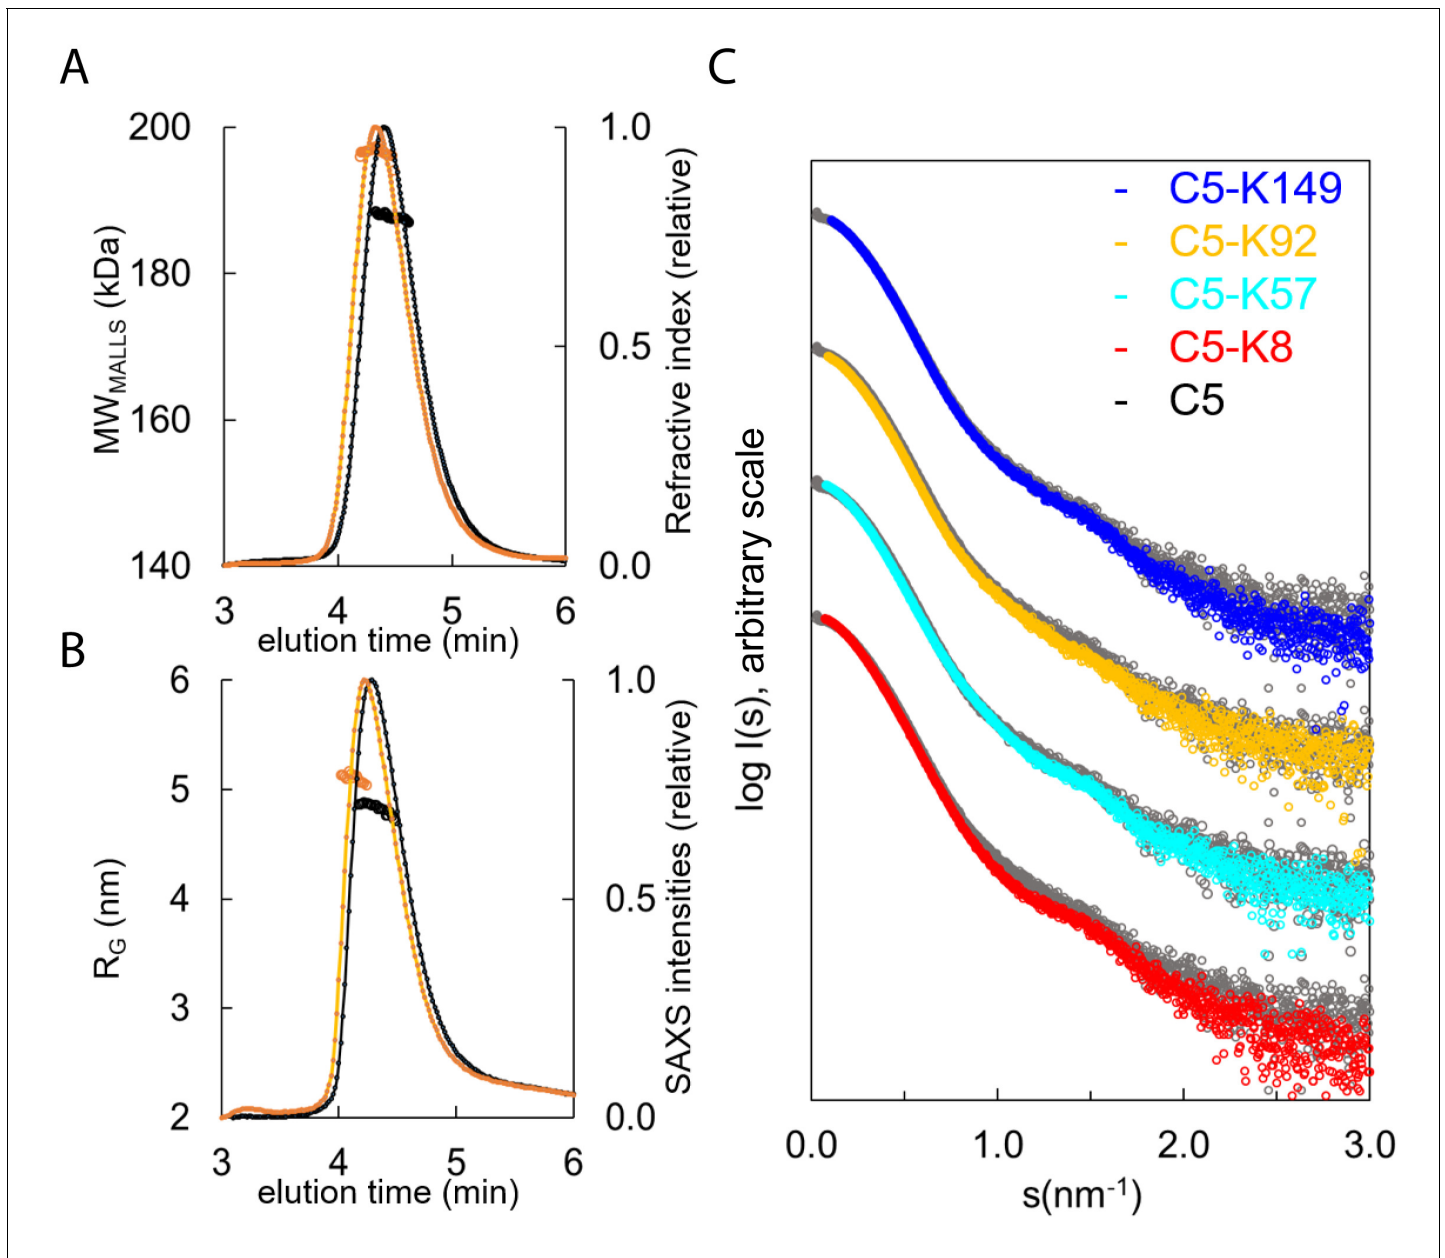 A
200
180
160
140
MW_MALLS (kDa)
1.0
0.5
0.0
Refractive index (relative)
3 4 5 6
elution time (min)
B
6
5
4
3
2
R_G (nm)
1.0
0.5
0.0
SAXS intensities (relative)
3 4 5 6
elution time (min)
C
- C5-K149
- C5-K92
- C5-K57
- C5-K8
- C5
log I(s), arbitrary scale
0.0 1.0 2.0 3.0
s(nm⁻¹)